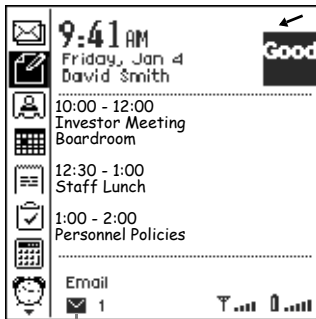 9:41 AM
Good
Friday, Jan 4
David Smith
10:00 - 12:00
Investor Meeting
Boardroom
12:30 - 1:00
Staff Lunch
1:00 - 2:00
Personnel Policies
Email
1